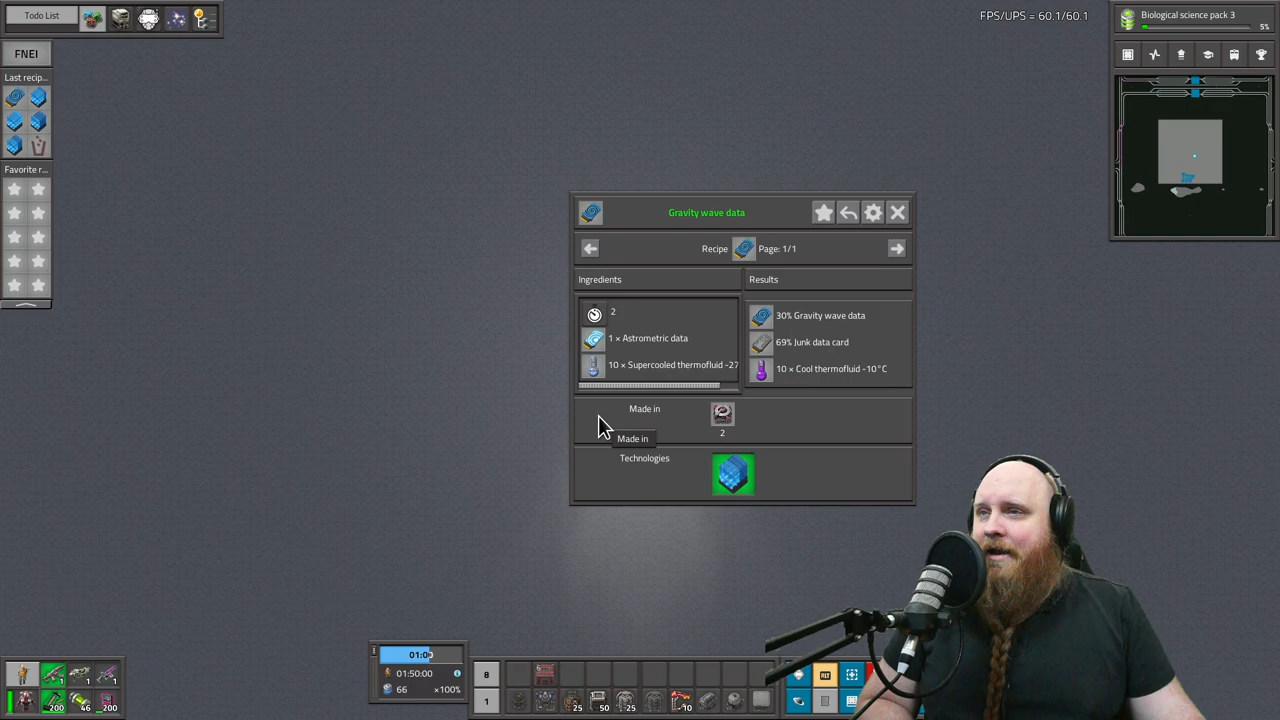 Todo List
FPS/UPS = 60.1/60.1
Biological science pack 3
5%
FNEI
Last recip...
Favorite r...
Gravity wave data
Recipe
Page: 1/1
Ingredients
Results
2
1 × Astrometric data
10 × Supercooled thermofluid -27
30% Gravity wave data
69% Junk data card
10 × Cool thermofluid -10°C
Made in
2
Made in
Technologies
01:50:00
66
×100%
8
1
1
1
1
200
46
200
25
50
25
10